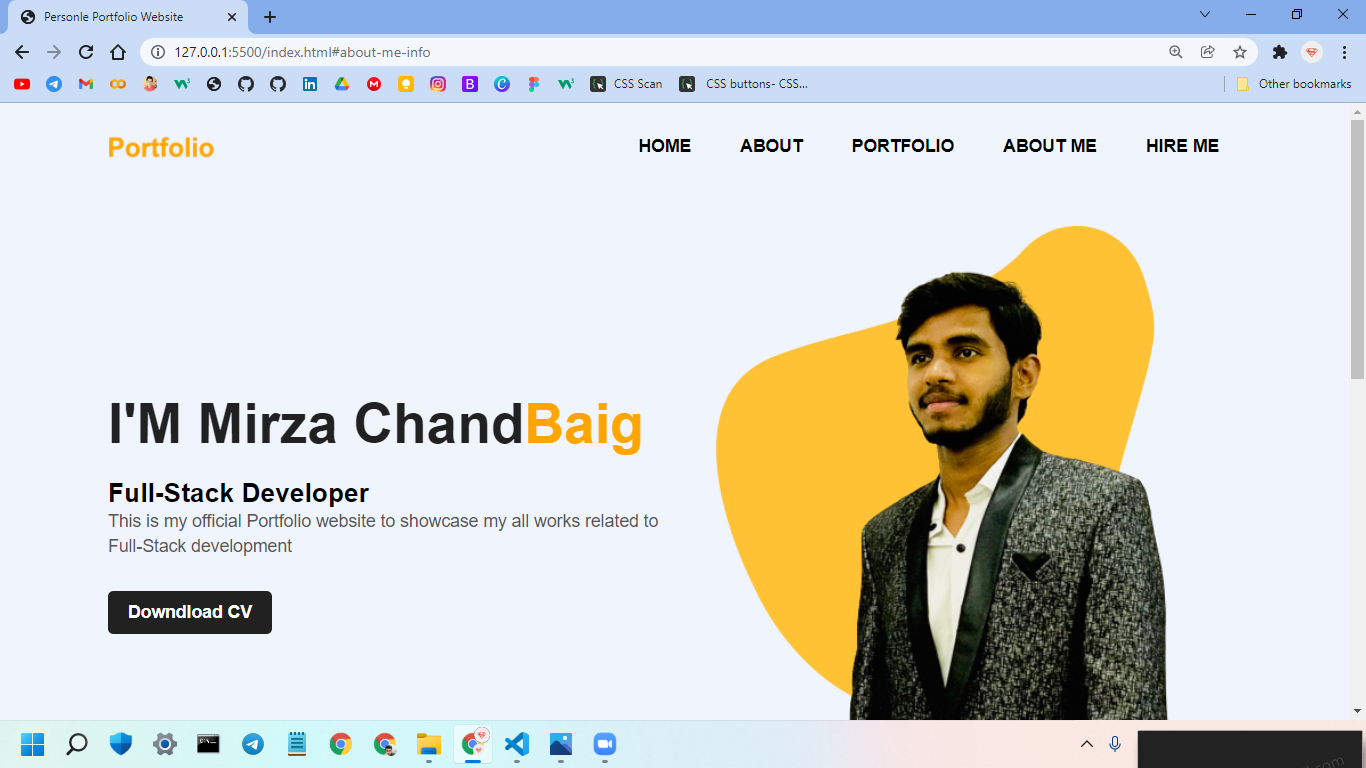 Personle Portfolio Website
127.0.0.1:5500/index.html#about-me-info
CSS Scan
CSS buttons- CSS...
Other bookmarks
Portfolio
HOME
ABOUT
PORTFOLIO
ABOUT ME
HIRE ME
I'M Mirza ChandBaig
Full-Stack Developer
This is my official Portfolio website to showcase my all works related to
Full-Stack development
Downdload CV